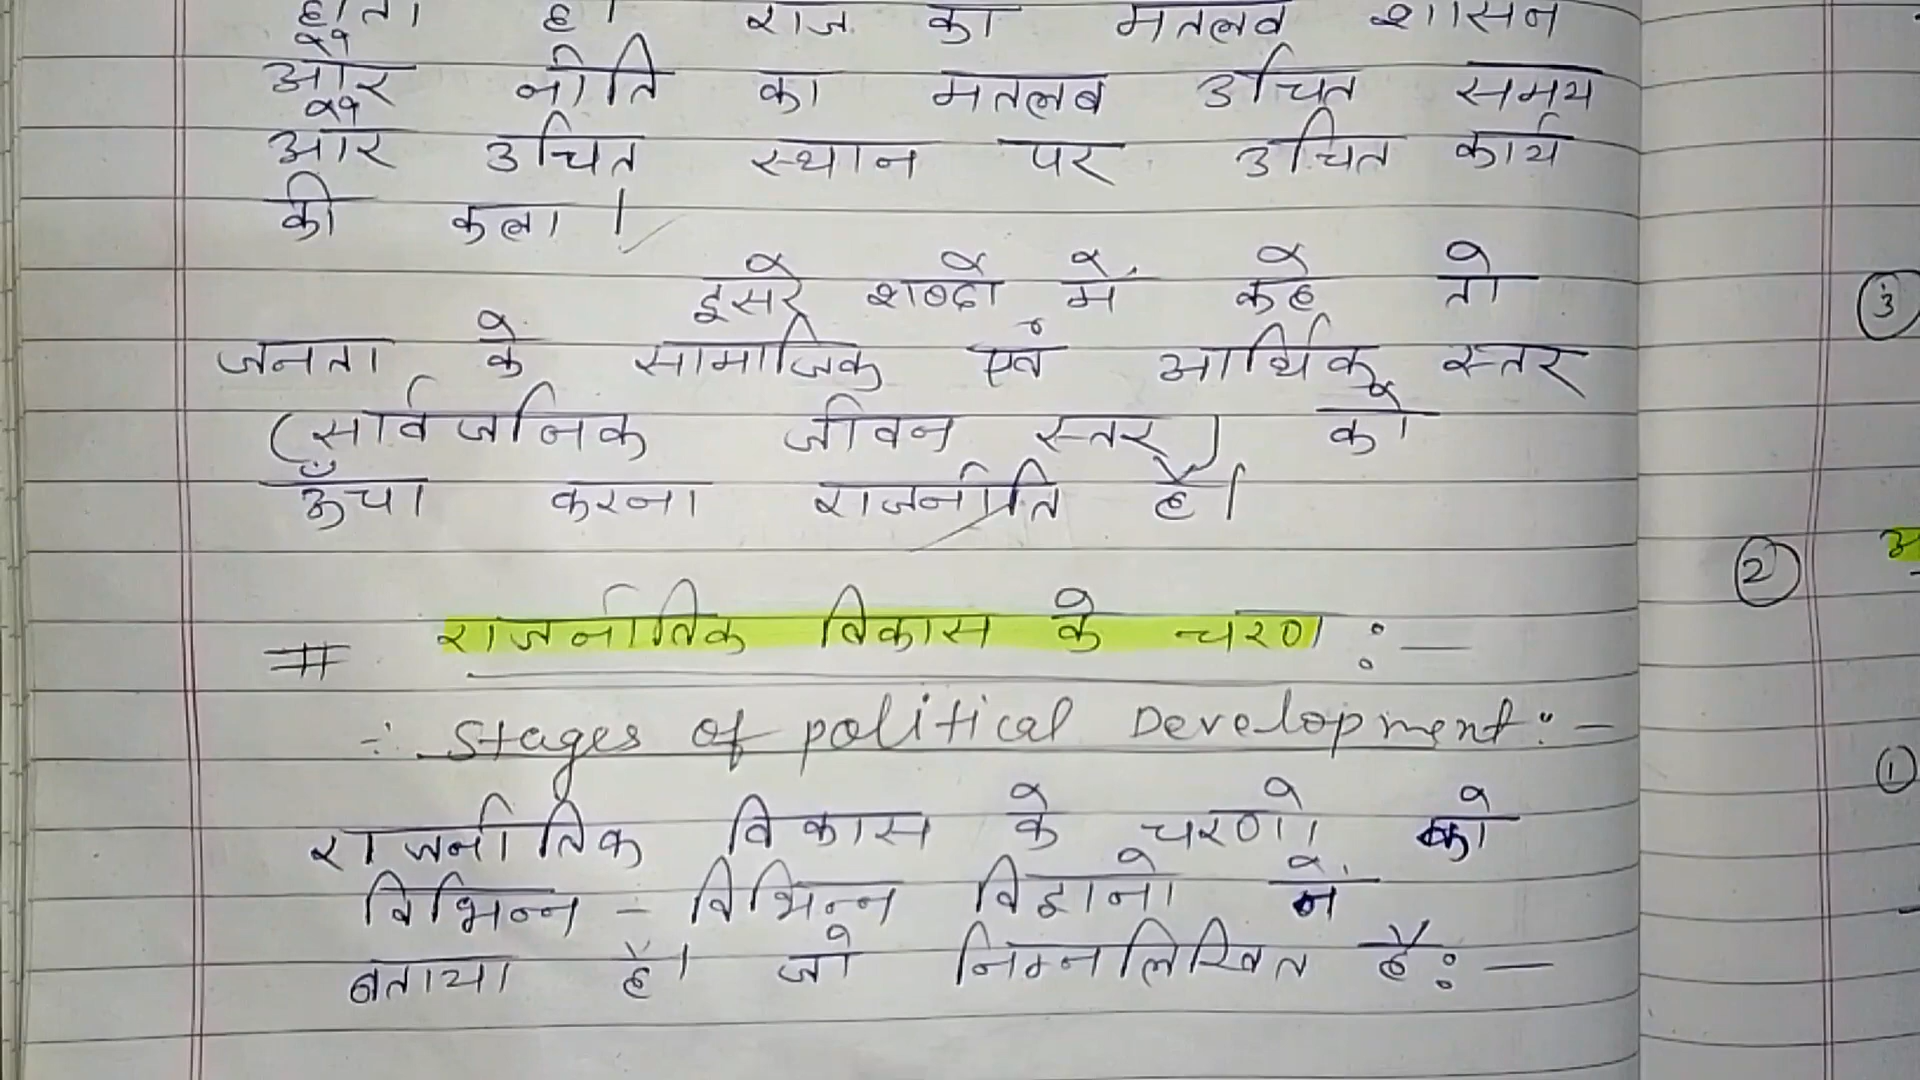 होता है। राज का मतलब शासन
और नीति का मतलब उचित समय
और उचित स्थान पर उचित कार्य
की कला।
दूसरे शब्दो में कहे तो
जनता के सामाजिक एवं आर्थिक स्तर
(सार्वजनिक जीवन स्तर) को
ऊँचा करना राजनीति है।
# राजनीतिक विकास के चरण :—
∴ Stages of political Development :—
राजनीतिक विकास के चरणो को
विभिन्न - विभिन्न विद्वानो ने
बताया है। जो निम्नलिखित है :—
3
2
1